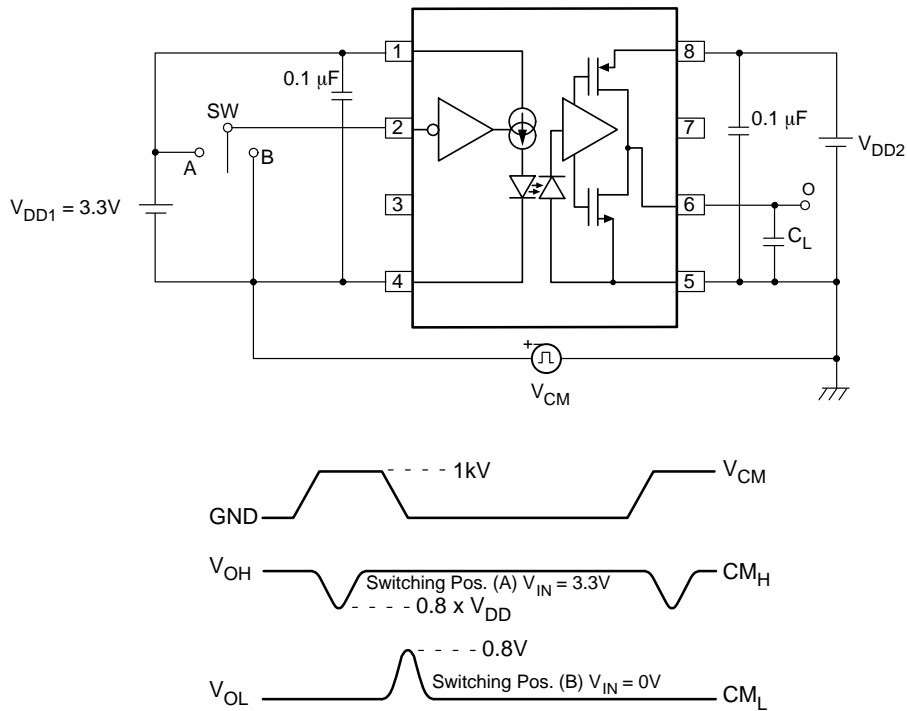 1
8
0.1 μF
SW
2
7
0.1 μF
A
B
V_DD2
V_DD1 = 3.3V
3
6
O
C_L
4
5
+–
V_CM
1kV
V_CM
GND
V_OH
Switching Pos. (A) V_IN = 3.3V
CM_H
0.8 x V_DD
0.8V
Switching Pos. (B) V_IN = 0V
V_OL
CM_L